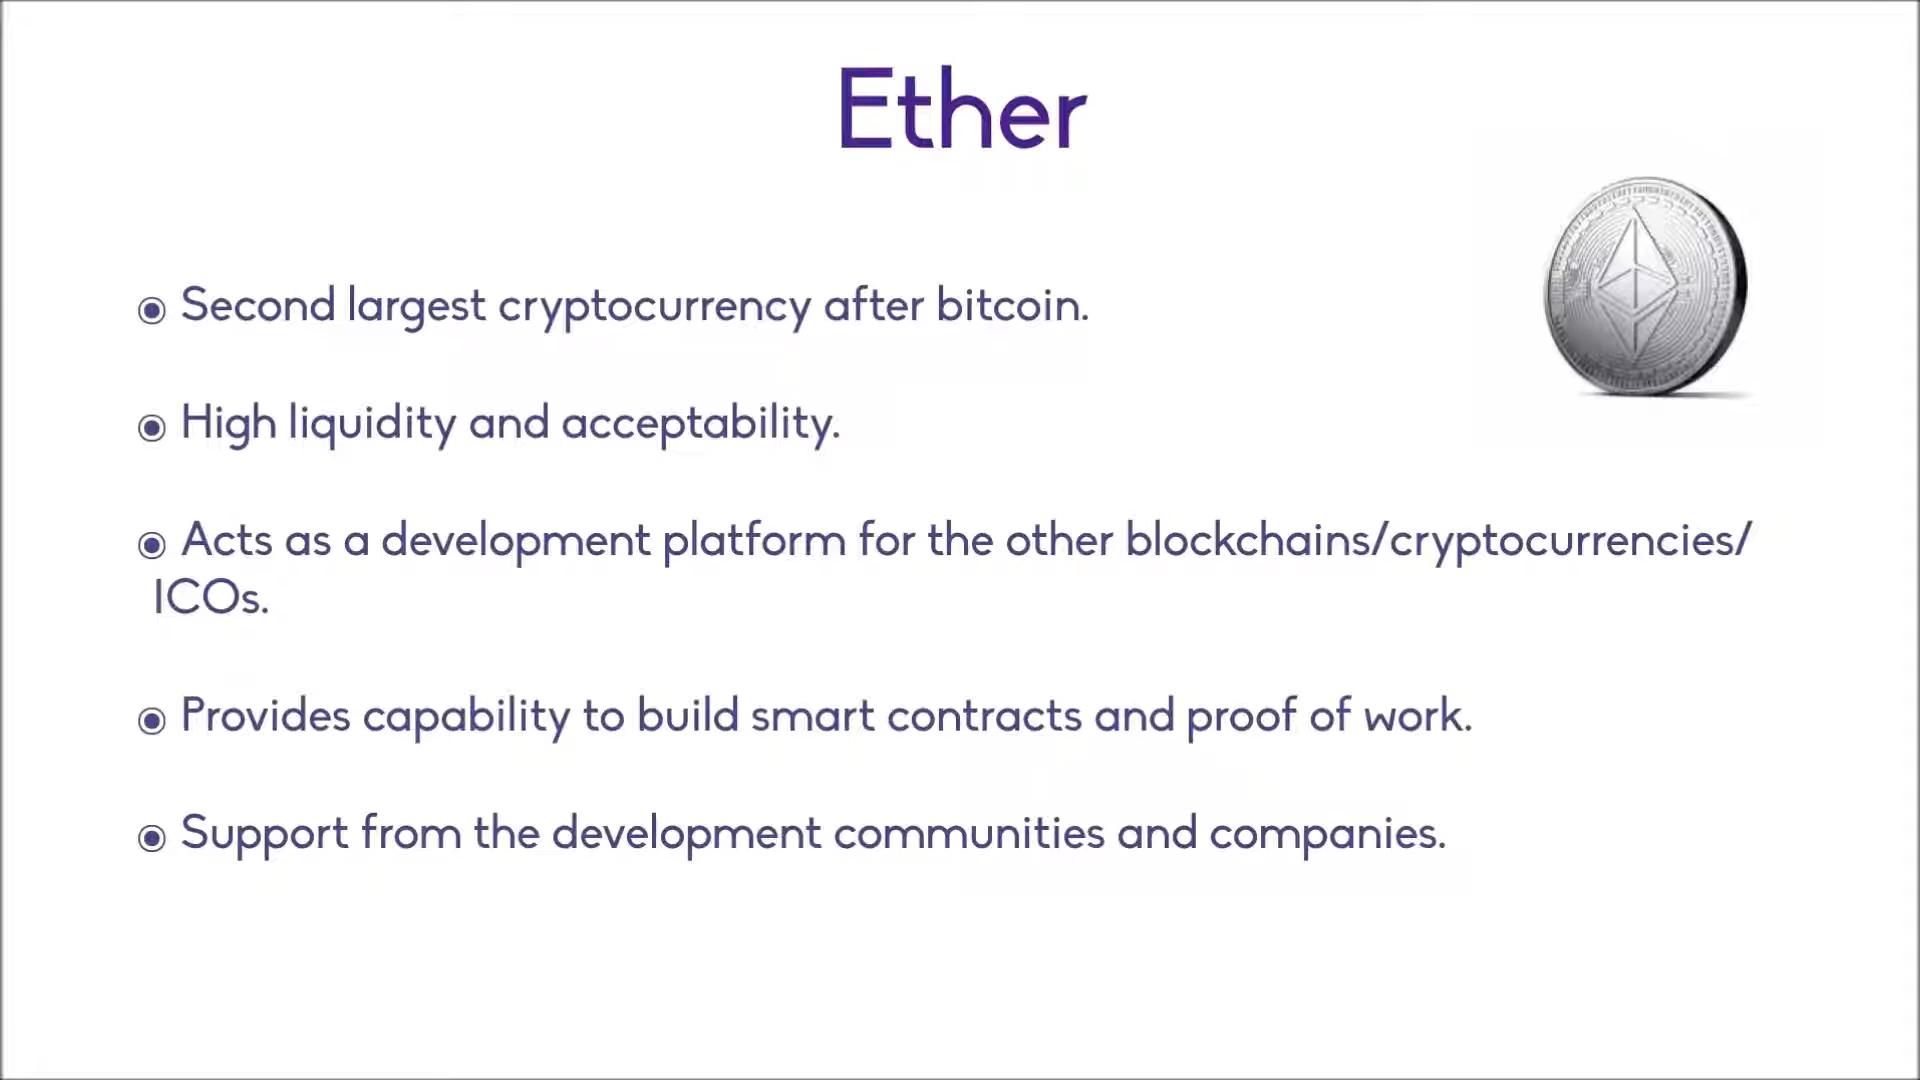 Ether
Second largest cryptocurrency after bitcoin.
High liquidity and acceptability.
Acts as a development platform for the other blockchains/cryptocurrencies/
ICOs.
Provides capability to build smart contracts and proof of work.
Support from the development communities and companies.